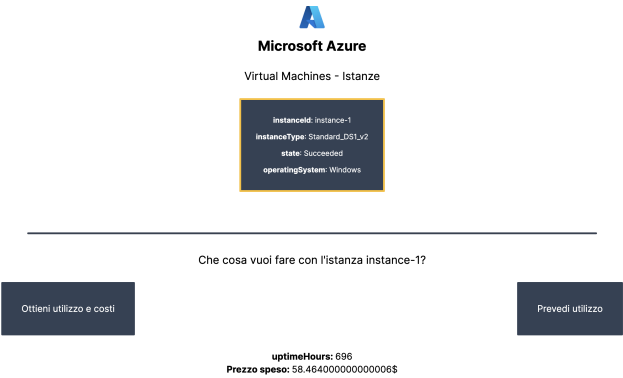 Microsoft Azure
Virtual Machines - Istanze
instanceId: instance-1
instanceType: Standard_DS1_v2
state: Succeeded
operatingSystem: Windows
Che cosa vuoi fare con l'istanza instance-1?
Ottieni utilizzo e costi
Prevedi utilizzo
uptimeHours: 696
Prezzo speso: 58.464000000000006$